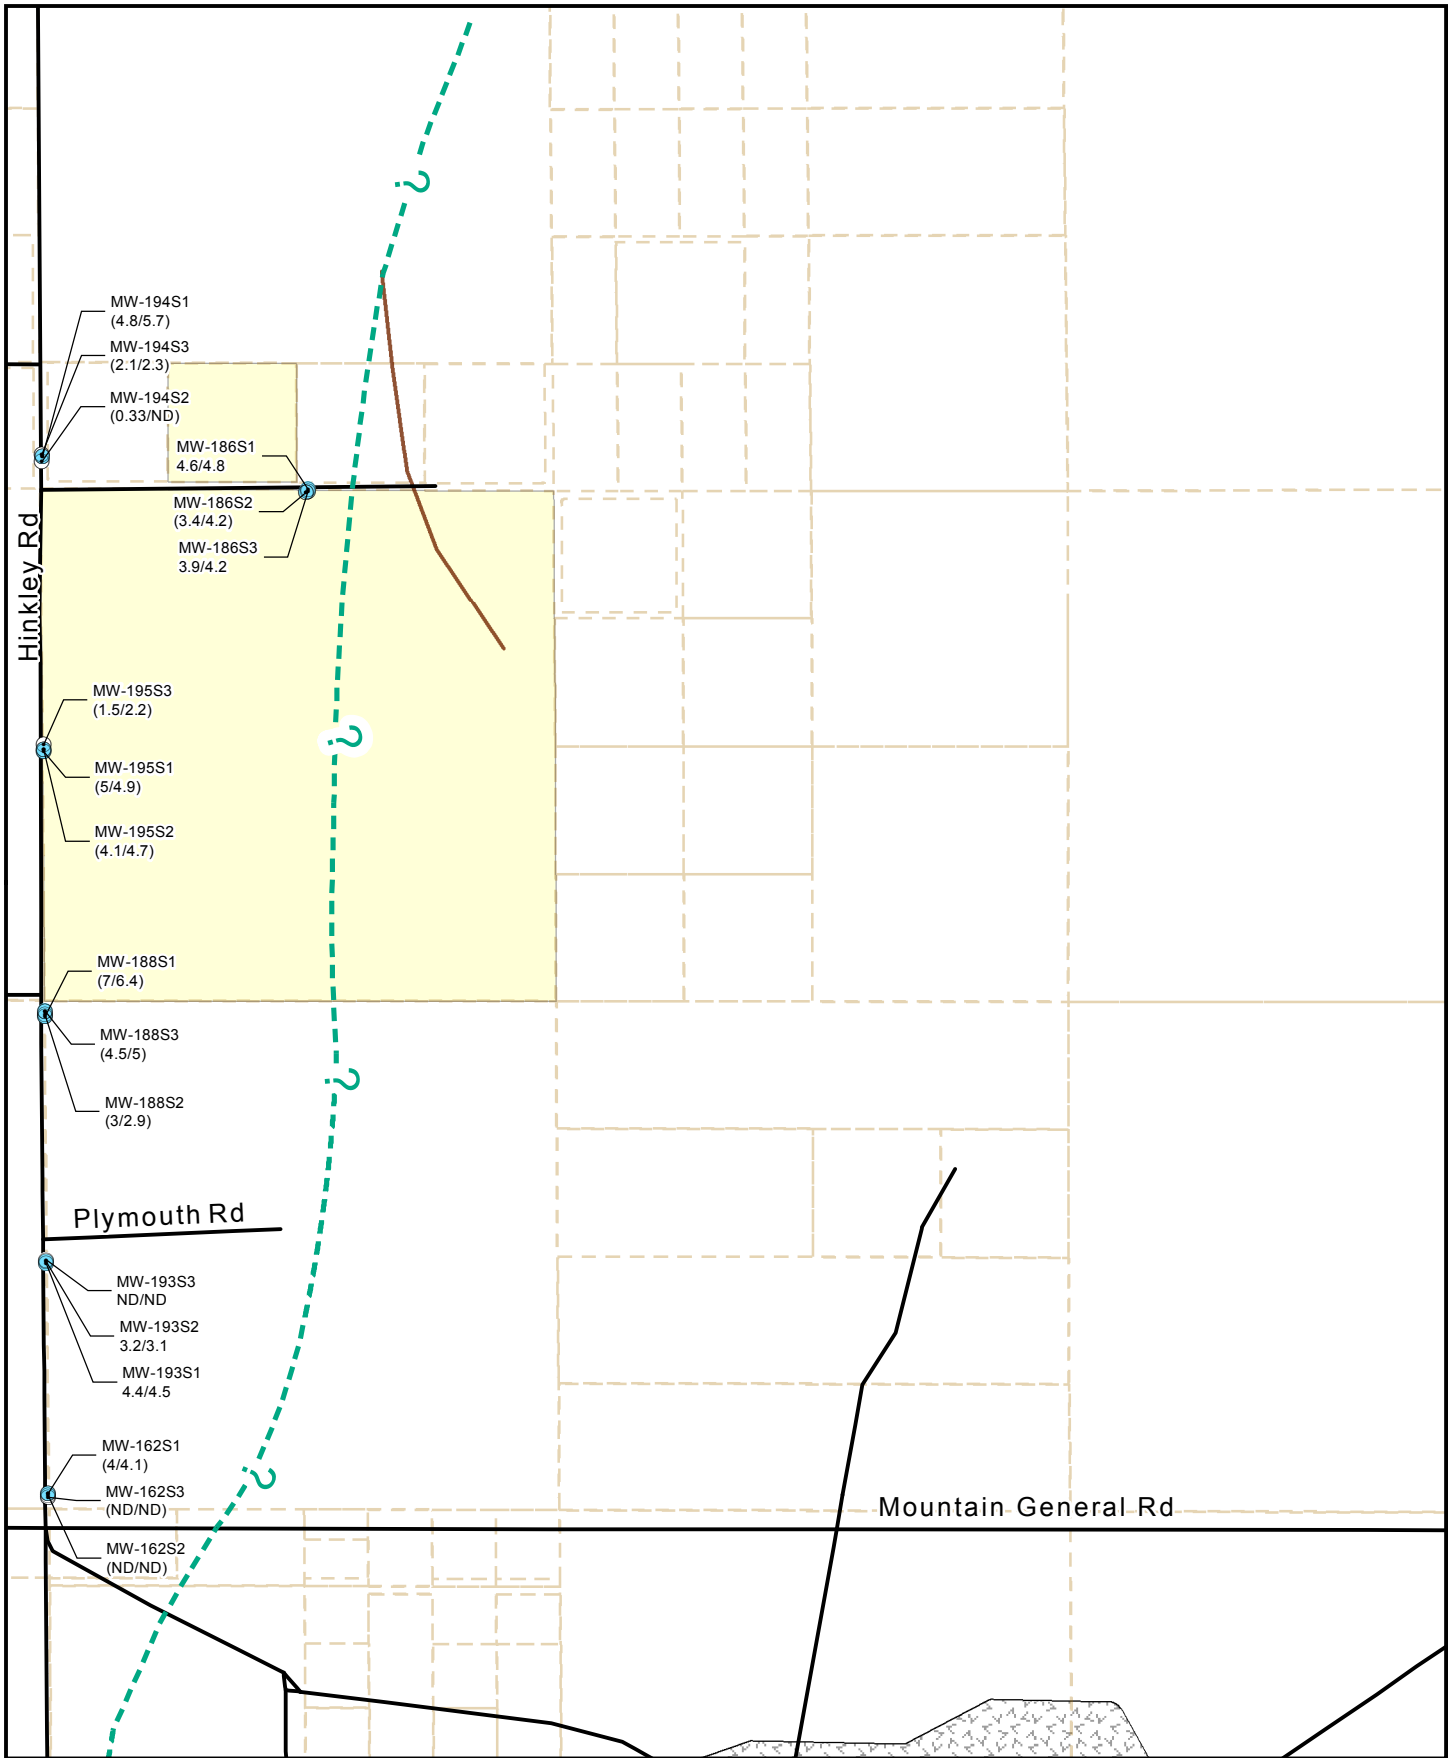 MW-194S1
(4.8/5.7)
MW-194S3
(2.1/2.3)
MW-194S2
(0.33/ND)
MW-186S1
4.6/4.8
MW-186S2
(3.4/4.2)
MW-186S3
3.9/4.2
Hinkley Rd
MW-195S3
(1.5/2.2)
MW-195S1
(5/4.9)
MW-195S2
(4.1/4.7)
MW-188S1
(7/6.4)
MW-188S3
(4.5/5)
MW-188S2
(3/2.9)
Plymouth Rd
MW-193S3
ND/ND
MW-193S2
3.2/3.1
MW-193S1
4.4/4.5
MW-162S1
(4/4.1)
MW-162S3
(ND/ND)
Mountain General Rd
MW-162S2
(ND/ND)
?
?
?
?